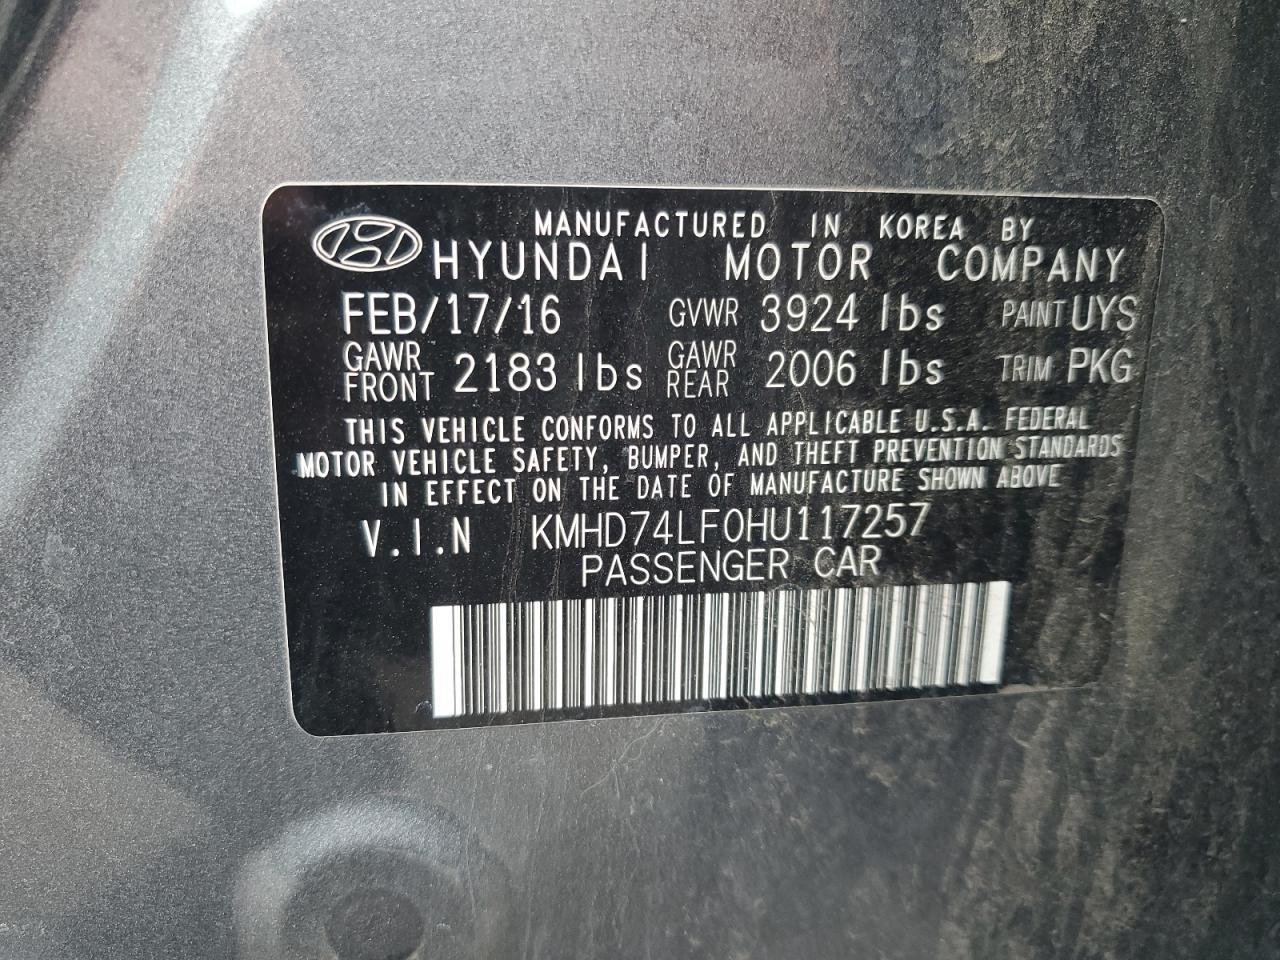 MANUFACTURED IN KOREA BY
HYUNDAI MOTOR COMPANY
FEB/17/16 GVWR 3924 lbs PAINT UYS
GAWR FRONT 2183 lbs GAWR REAR 2006 lbs TRIM PKG
THIS VEHICLE CONFORMS TO ALL APPLICABLE U.S.A. FEDERAL
MOTOR VEHICLE SAFETY, BUMPER, AND THEFT PREVENTION STANDARDS
IN EFFECT ON THE DATE OF MANUFACTURE SHOWN ABOVE
V.I.N KMHD74LF0HU117257
PASSENGER CAR